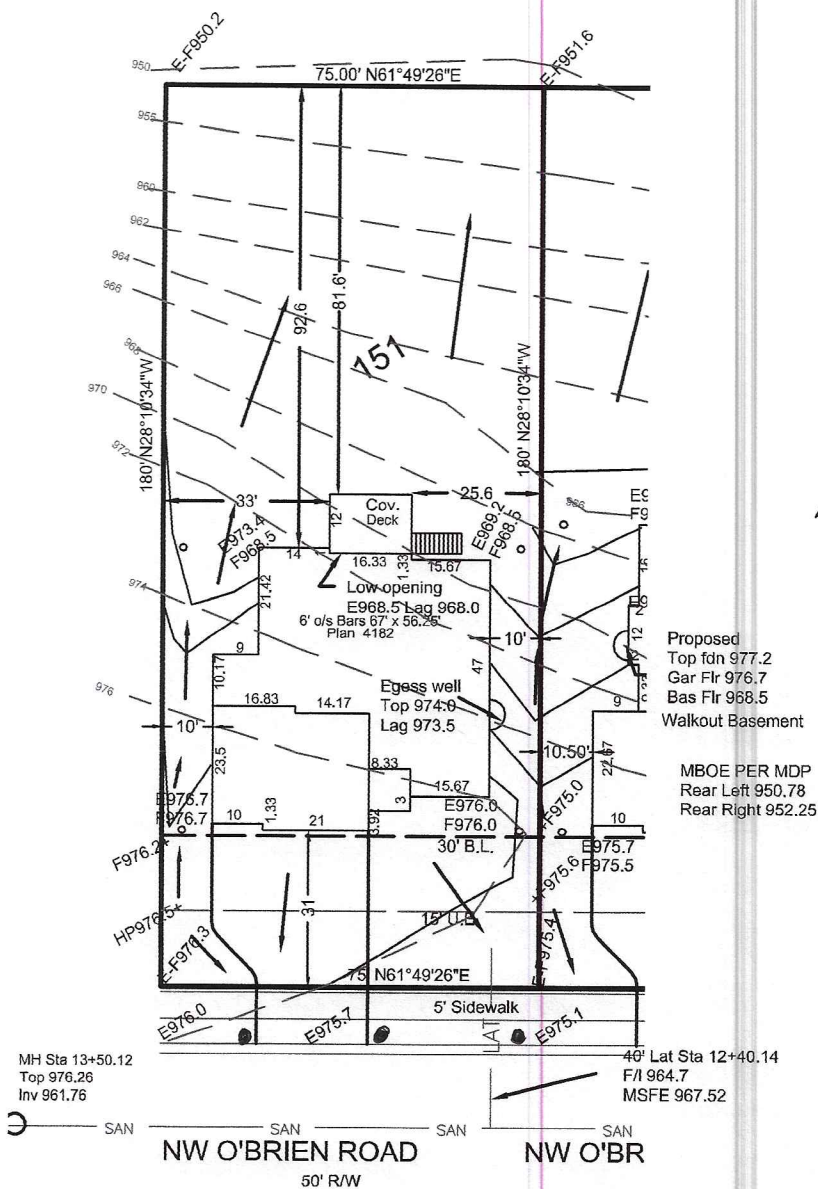 E-F950.2
E-F951.6
950
75.00' N61°49'26"E
955
960
962
964
966
968
970
972
974
976
92.6
81.6'
151
180' N28°10'34"W
180' N28°10'34"W
33'
25.6
966
Cov.
Deck
12
E973.4
F968.5
E969.2
F968.5
14
16.33
1.33
15.67
21.42
Low opening
E968.5 Lag 968.0
6' o/s Bars 67' x 56.25'
Plan 4182
10'
9
10.17
47
16
12
9
22.67
Egess well
Top 974.0
Lag 973.5
16.83
14.17
10'
10.50'
23.5
8.33
15.67
3
3.92
Proposed
Top fdn 977.2
Gar Flr 976.7
Bas Flr 968.5
Walkout Basement
MBOE PER MDP
Rear Left 950.78
Rear Right 952.25
E976.7
F976.7
10
1.33
21
E976.0
F976.0
30' B.L.
+F975.0
E975.7
F975.5
10
F976.2+
31
+F975.6
HP976.5+
15' U.E.
E-F976.3
E-F975.4
75' N61°49'26"E
5' Sidewalk
E976.0
E975.7
LAT
E975.1
MH Sta 13+50.12
Top 976.26
Inv 961.76
40' Lat Sta 12+40.14
F/I 964.7
MSFE 967.52
SAN
SAN
SAN
SAN
NW O'BRIEN ROAD
NW O'BR
50' R/W